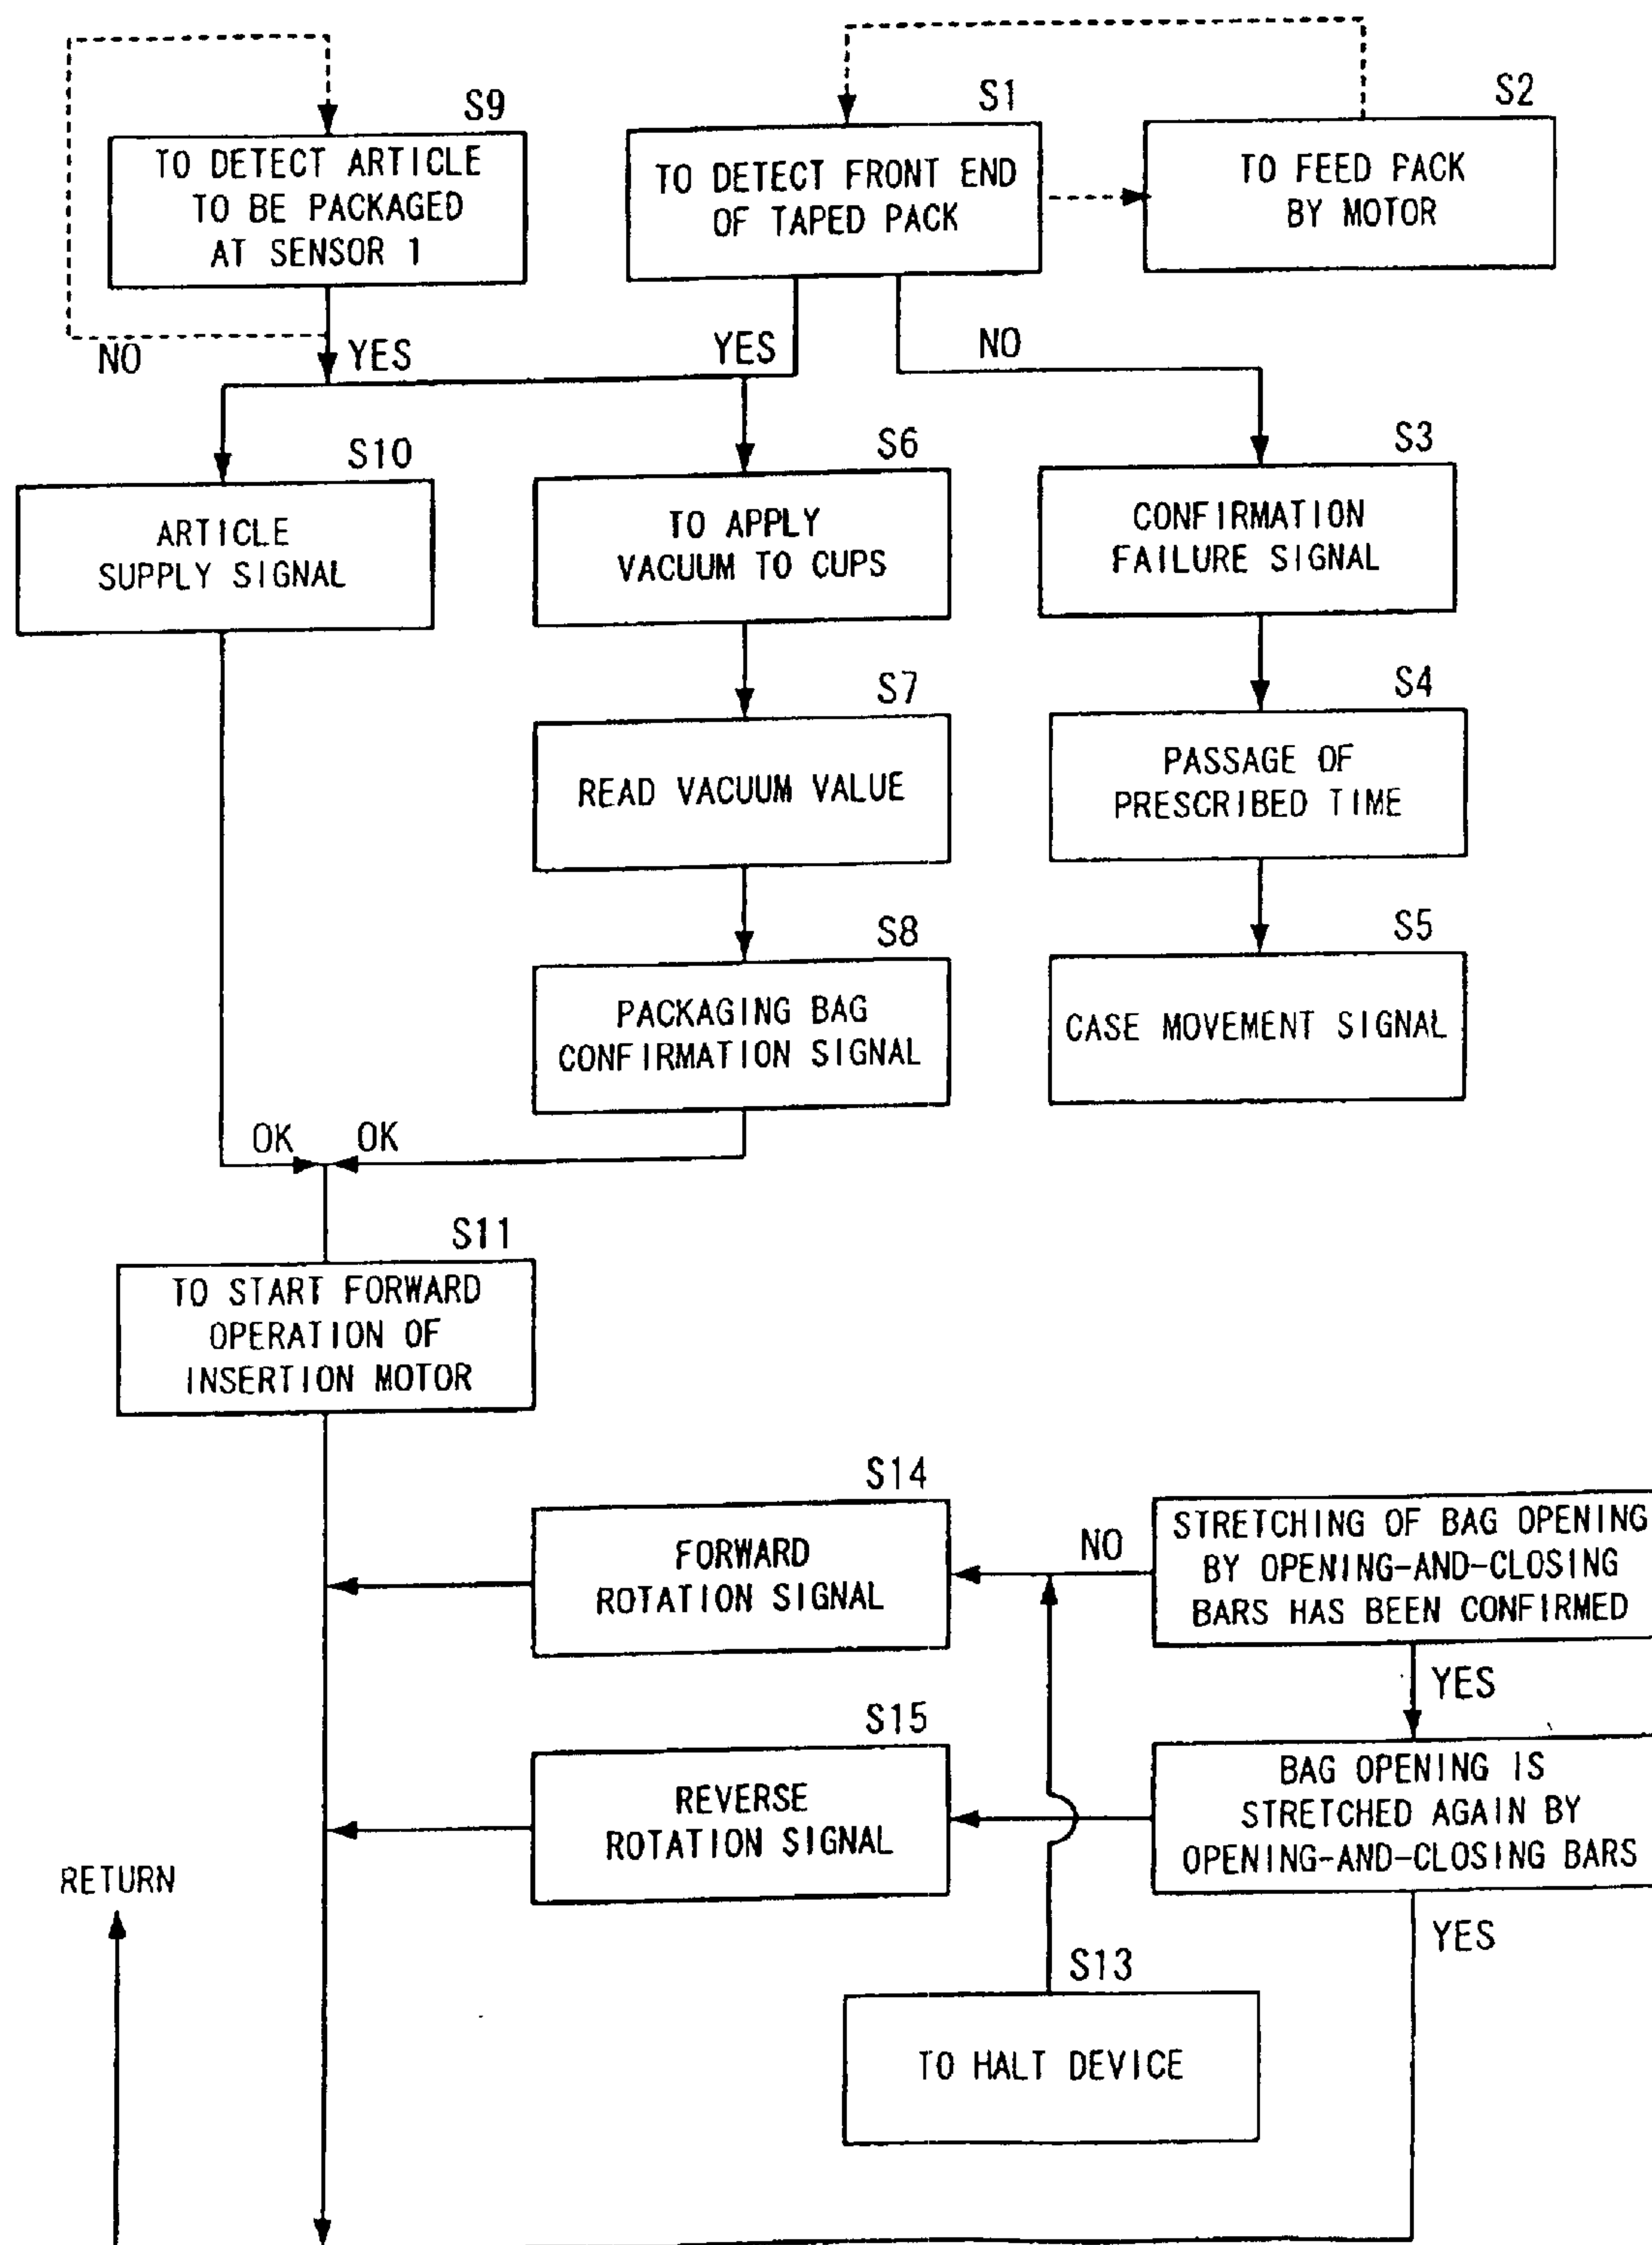 S9
TO DETECT ARTICLE
TO BE PACKAGED
AT SENSOR 1
S1
TO DETECT FRONT END
OF TAPED PACK
S2
TO FEED PACK
BY MOTOR
NO
YES
YES
NO
S10
ARTICLE
SUPPLY SIGNAL
S6
TO APPLY
VACUUM TO CUPS
S3
CONFIRMATION
FAILURE SIGNAL
S7
READ VACUUM VALUE
S4
PASSAGE OF
PRESCRIBED TIME
S8
PACKAGING BAG
CONFIRMATION SIGNAL
S5
CASE MOVEMENT SIGNAL
OK
OK
S11
TO START FORWARD
OPERATION OF
INSERTION MOTOR
S14
FORWARD
ROTATION SIGNAL
NO
STRETCHING OF BAG OPENING
BY OPENING-AND-CLOSING
BARS HAS BEEN CONFIRMED
YES
S15
REVERSE
ROTATION SIGNAL
BAG OPENING IS
STRETCHED AGAIN BY
OPENING-AND-CLOSING BARS
RETURN
YES
S13
TO HALT DEVICE